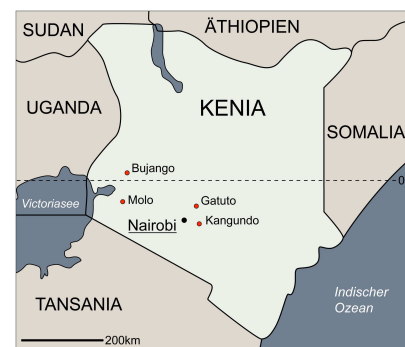 SUDAN
ÄTHIOPIEN
UGANDA
KENIA
SOMALIA
Bujango
0
Victoriasee
Molo
Gatuto
Nairobi
Kangundo
TANSANIA
Indischer
Ozean
200km